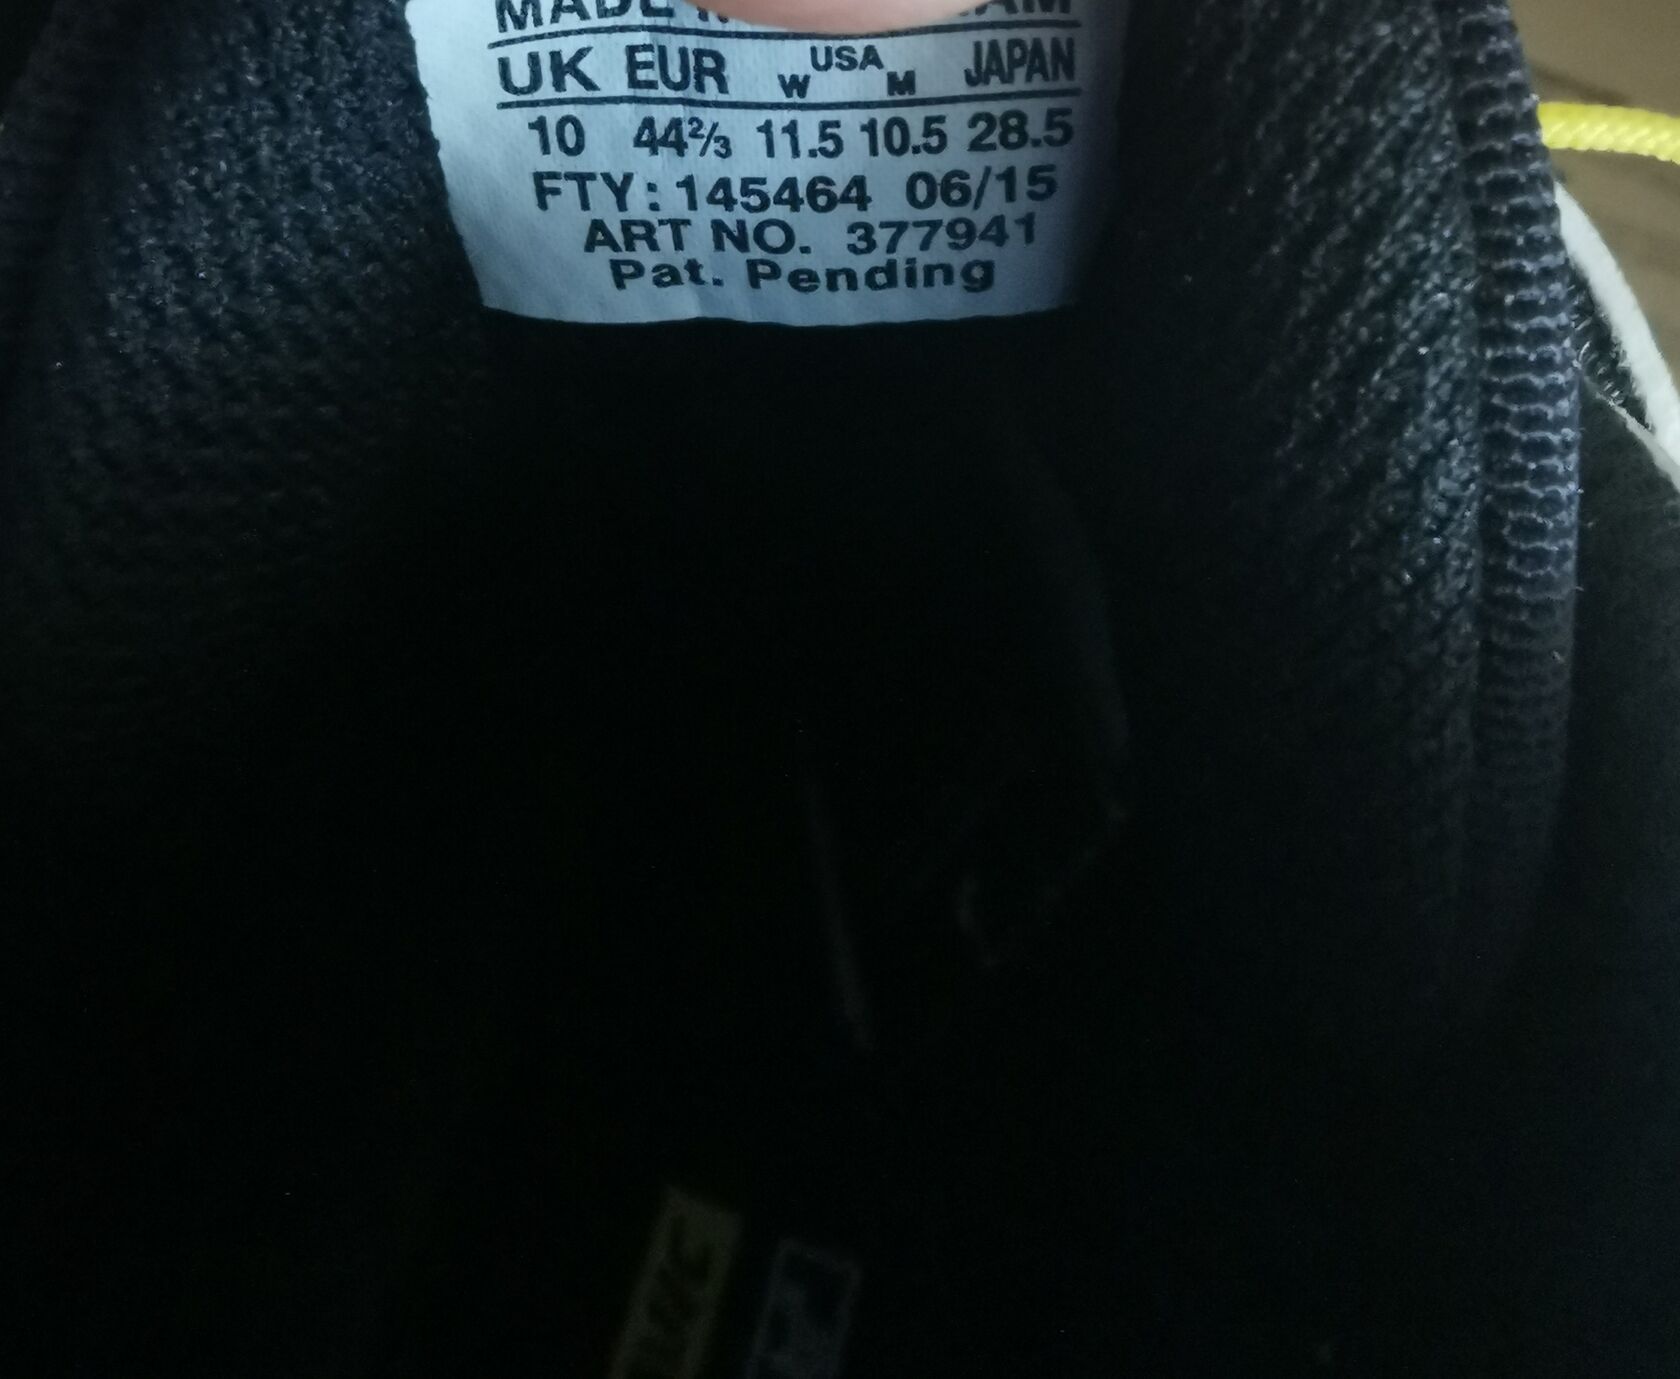 MADE
UK EUR W USA M JAPAN
10 44⅔ 11.5 10.5 28.5
FTY: 145464 06/15
ART NO. 377941
Pat. Pending